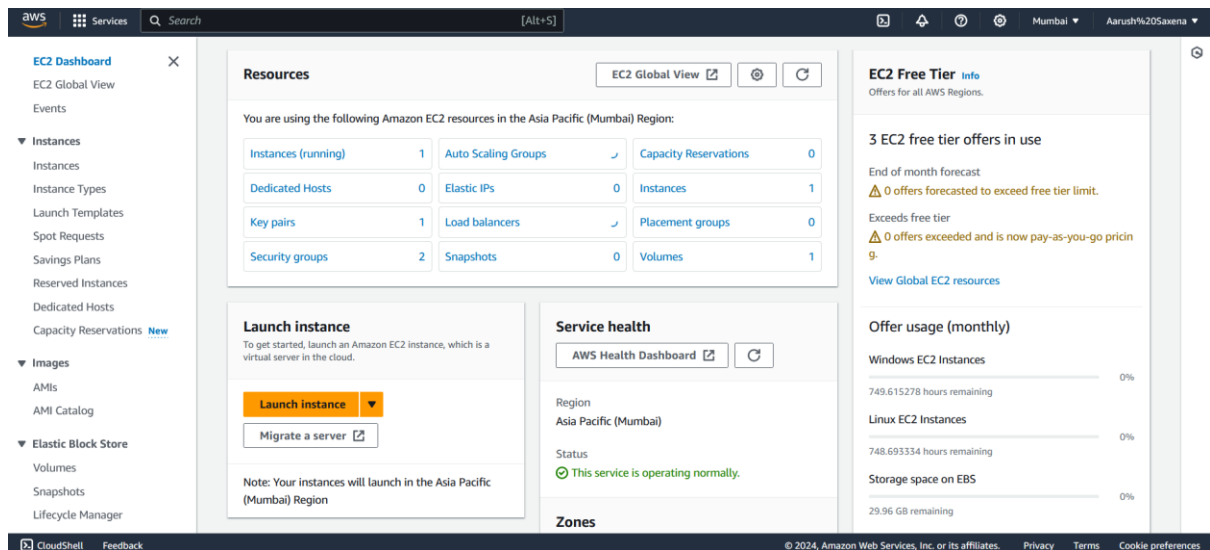 aws
Services
Search
[Alt+S]
Mumbai
Aarush%20Saxena
EC2 Dashboard
EC2 Global View
Events
Instances
Instances
Instance Types
Launch Templates
Spot Requests
Savings Plans
Reserved Instances
Dedicated Hosts
Capacity Reservations New
Images
AMIs
AMI Catalog
Elastic Block Store
Volumes
Snapshots
Lifecycle Manager
Resources
EC2 Global View
You are using the following Amazon EC2 resources in the Asia Pacific (Mumbai) Region:
Instances (running) 1
Auto Scaling Groups
Capacity Reservations 0
Dedicated Hosts 0
Elastic IPs 0
Instances 1
Key pairs 1
Load balancers
Placement groups 0
Security groups 2
Snapshots 0
Volumes 1
Launch instance
To get started, launch an Amazon EC2 instance, which is a
virtual server in the cloud.
Launch instance
Migrate a server
Note: Your instances will launch in the Asia Pacific
(Mumbai) Region
Service health
AWS Health Dashboard
Region
Asia Pacific (Mumbai)
Status
This service is operating normally.
Zones
EC2 Free Tier Info
Offers for all AWS Regions.
3 EC2 free tier offers in use
End of month forecast
0 offers forecasted to exceed free tier limit.
Exceeds free tier
0 offers exceeded and is now pay-as-you-go pricin
g.
View Global EC2 resources
Offer usage (monthly)
Windows EC2 Instances
0%
749.615278 hours remaining
Linux EC2 Instances
0%
748.693334 hours remaining
Storage space on EBS
0%
29.96 GB remaining
CloudShell
Feedback
© 2024, Amazon Web Services, Inc. or its affiliates.
Privacy
Terms
Cookie preferences